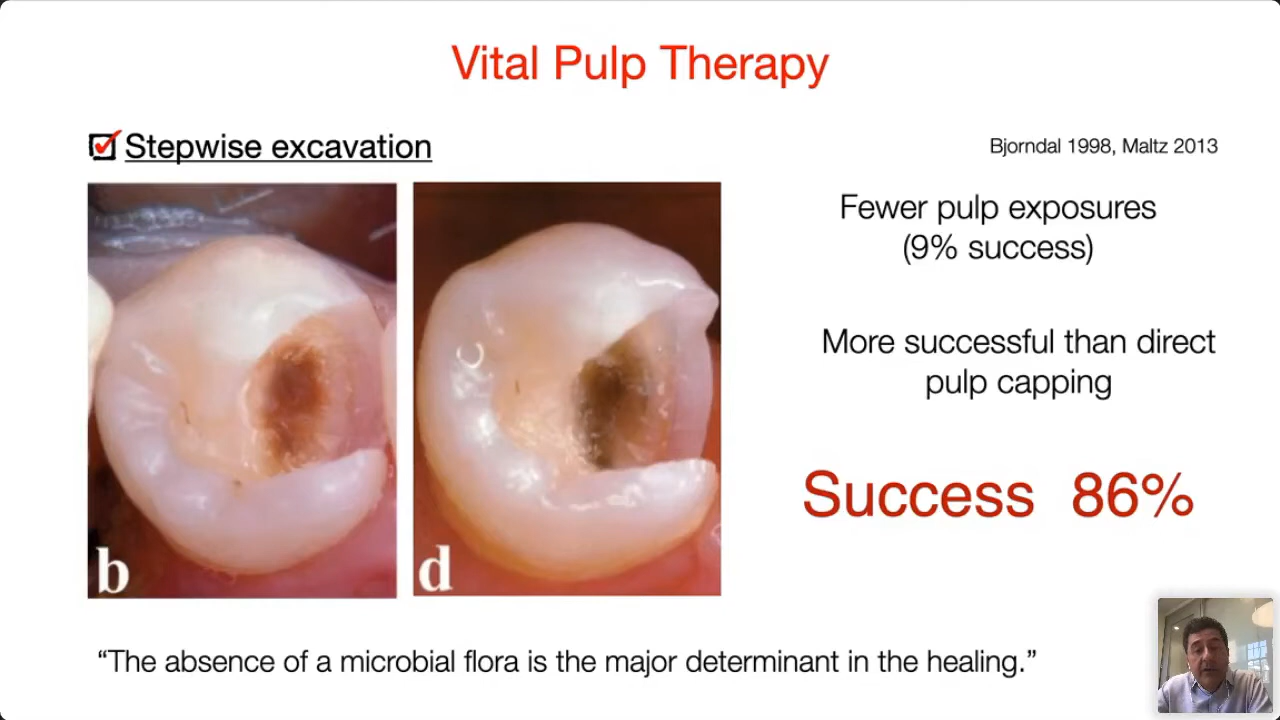 Vital Pulp Therapy
Stepwise excavation
Bjorndal 1998, Maltz 2013
Fewer pulp exposures
(9% success)
More successful than direct
pulp capping
Success 86%
b
d
“The absence of a microbial flora is the major determinant in the healing.”